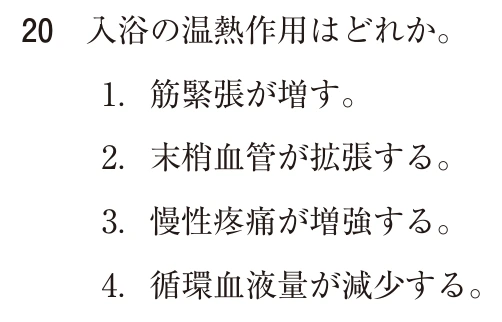 20 入浴の温熱作用はどれか。
1. 筋緊張が増す。
2. 末梢血管が拡張する。
3. 慢性疼痛が増強する。
4. 循環血液量が減少する。